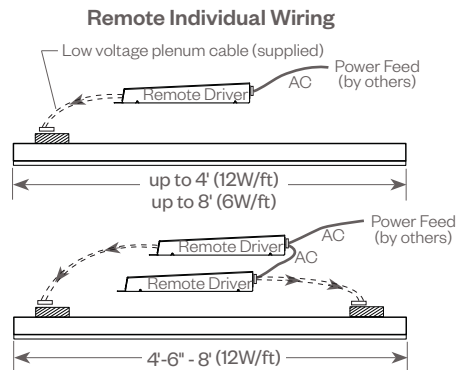 Remote Individual Wiring
Low voltage plenum cable (supplied)
Remote Driver
AC
Power Feed
(by others)
up to 4' (12W/ft)
up to 8' (6W/ft)
Remote Driver
AC
Power Feed
(by others)
AC
Remote Driver
4'-6" - 8' (12W/ft)